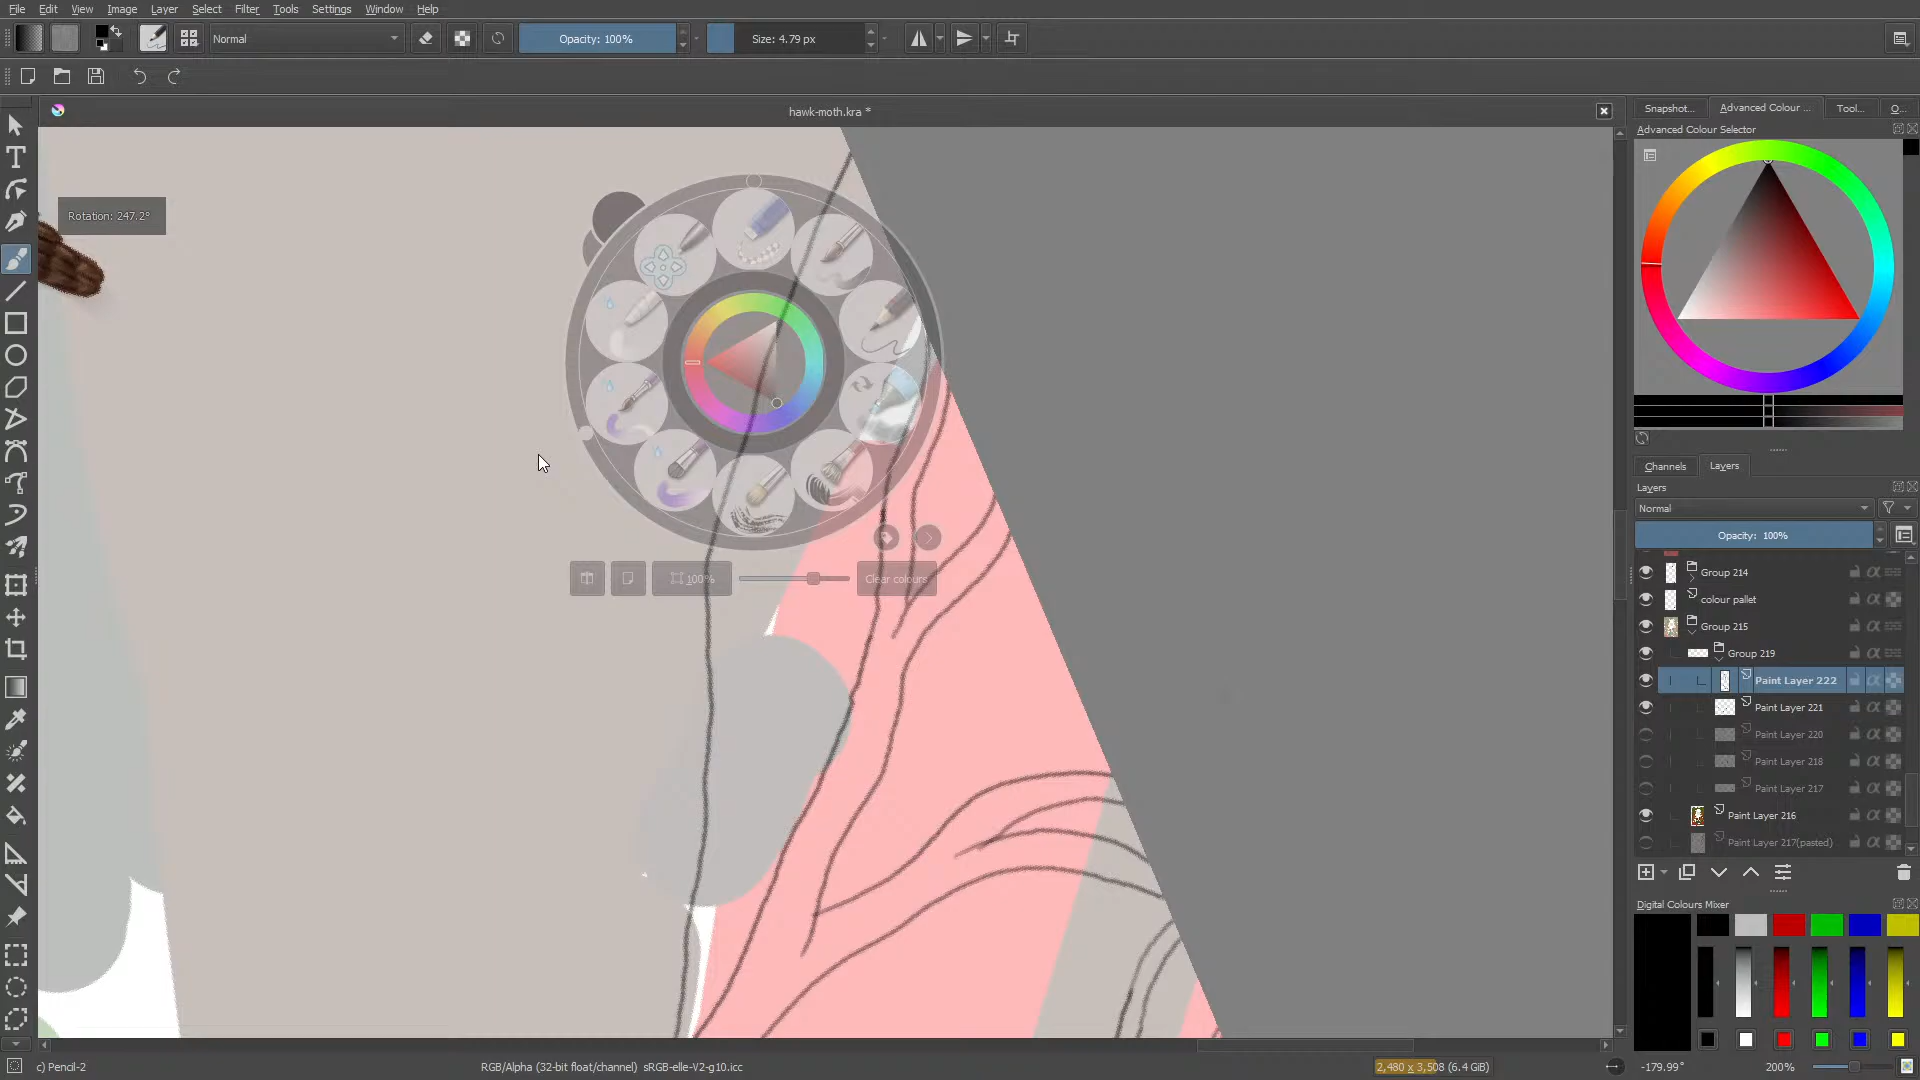 File Edit View Image Layer Select Filter Tools Settings Window Help
Normal
Opacity: 100%
Size: 4.79 px
hawk-moth.kra *
Snapshot...
Advanced Colour ...
Tool...
O...
Advanced Colour Selector
Rotation: 247.2°
100%
Clear colours
Channels
Layers
Layers
Normal
Opacity: 100%
Group 214
colour pallet
Group 215
Group 219
Paint Layer 222
Paint Layer 221
Paint Layer 220
Paint Layer 218
Paint Layer 217
Paint Layer 216
Paint Layer 217(pasted)
Digital Colours Mixer
c) Pencil-2
RGB/Alpha (32-bit float/channel) sRGB-elle-V2-g10.icc
2,480 x 3,508 (6.4 GiB)
-179.99°
200%